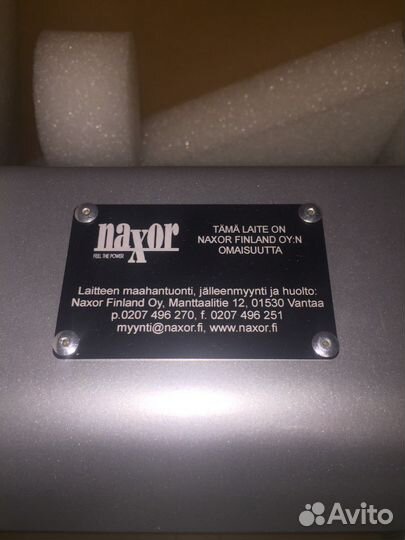 naxor
FEEL THE POWER
TÄMÄ LAITE ON
NAXOR FINLAND OY:N
OMAISUUTTA
Laitteen maahantuonti, jälleenmyynti ja huolto:
Naxor Finland Oy, Manttaalitie 12, 01530 Vantaa
p.0207 496 270, f. 0207 496 251
myynti@naxor.fi, www.naxor.fi
Avito